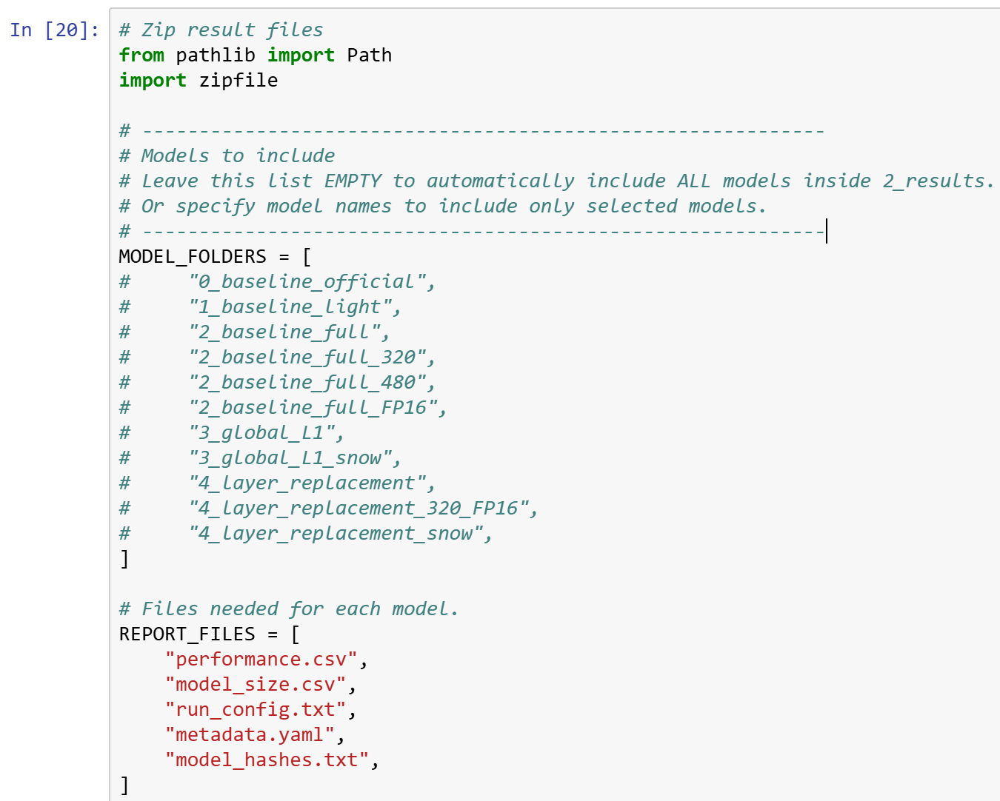 In [20]:
# Zip result files
from pathlib import Path
import zipfile
# ------------------------------------------------------------
# Models to include
# Leave this list EMPTY to automatically include ALL models inside 2_results.
# Or specify model names to include only selected models.
# ------------------------------------------------------------
MODEL_FOLDERS = [
#     "0_baseline_official",
#     "1_baseline_light",
#     "2_baseline_full",
#     "2_baseline_full_320",
#     "2_baseline_full_480",
#     "2_baseline_full_FP16",
#     "3_global_L1",
#     "3_global_L1_snow",
#     "4_layer_replacement",
#     "4_layer_replacement_320_FP16",
#     "4_layer_replacement_snow",
]
# Files needed for each model.
REPORT_FILES = [
    "performance.csv",
    "model_size.csv",
    "run_config.txt",
    "metadata.yaml",
    "model_hashes.txt",
]